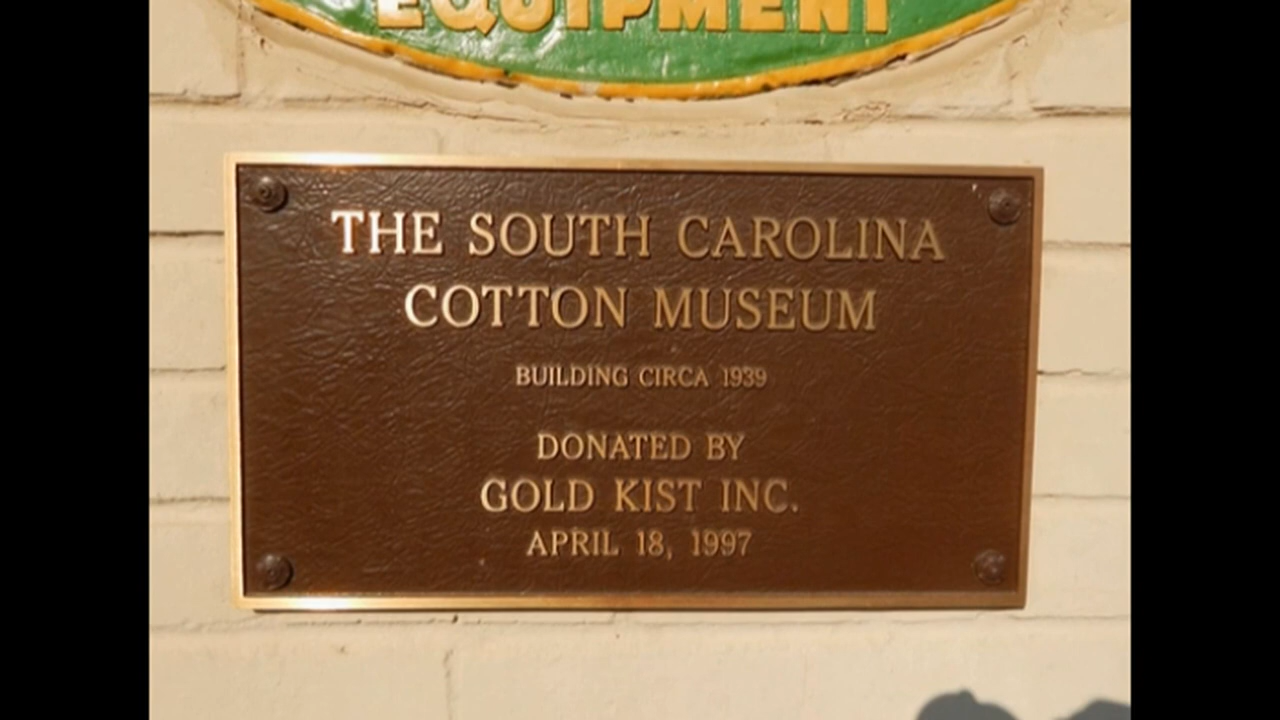 EQUIPMENT
THE SOUTH CAROLINA
COTTON MUSEUM
BUILDING CIRCA 1939
DONATED BY
GOLD KIST INC.
APRIL 18, 1997